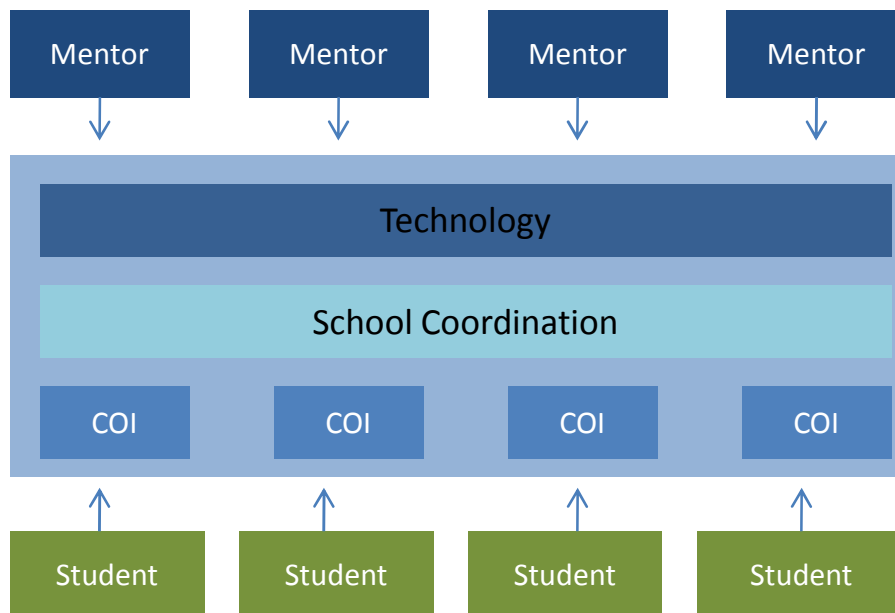 Mentor Mentor Mentor Mentor
Technology
School Coordination
COI COI COI COI
Student Student Student Student